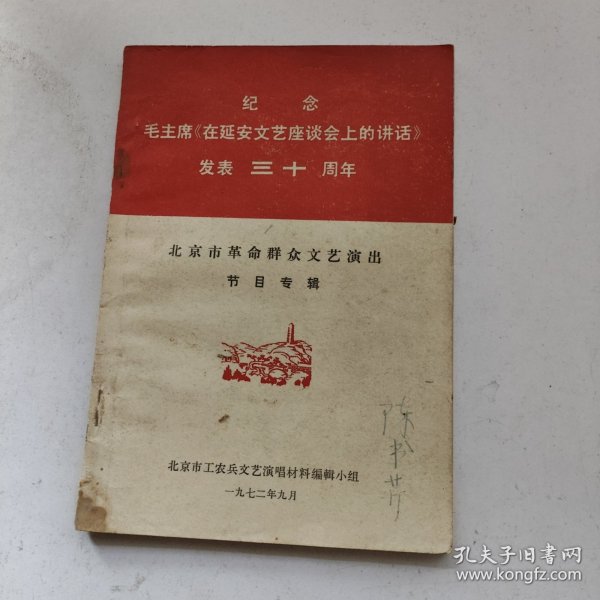 纪念
毛主席《在延安文艺座谈会上的讲话》
发表 三十 周年
北京市革命群众文艺演出
节目专辑
北京市工农兵文艺演唱材料编輯小组
一九七二年九月
孔夫子旧书网
www.kongfz.com